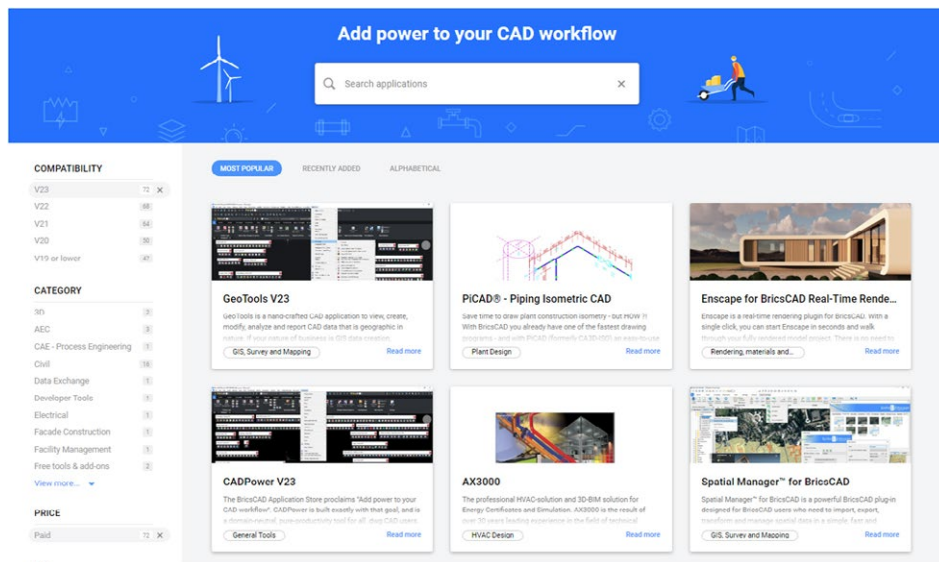 Add power to your CAD workflow
Search applications
COMPATIBILITY
V23 72
V22 68
V21 64
V20 50
V19 or lower 47
CATEGORY
3D
AEC 3
CAE - Process Engineering 1
Civil 18
Data Exchange 1
Developer Tools 1
Electrical 1
Facade Construction 1
Facility Management 1
Free tools & add-ons 2
View more...
PRICE
Paid 72
MOST POPULAR RECENTLY ADDED ALPHABETICAL
GeoTools V23
GeoTools is a hand-crafted CAD application to view, create,
modify, analyze and report CAD data that is geographic in
nature. If your nature of business is GIS data creation,
GIS, Survey and Mapping Read more
PiCAD® - Piping Isometric CAD
Save time to draw plant construction isometry - but HOW !!
With BricsCAD you already have one of the fastest drawing
programs - and with PiCAD (formerly CA3D-ISO) an easy-to-use
Plant Design Read more
Enscape for BricsCAD Real-Time Rende...
Enscape is a real-time rendering plugin for BricsCAD. With a
single click, you can start Enscape in seconds and walk
through your fully rendered model project. There is no need to
Rendering, materials and... Read more
CADPower V23
The BricsCAD Application Store proclaims "Add power to your
CAD workflow". CADPower is built exactly with that goal, and is
a domain-neutral, pure-productivity tool for all. dwg CAD users
General Tools Read more
AX3000
The professional HVAC-solution and 3D-BIM solution for
Energy Certificates and Simulation. AX3000 is the result of
over 30 years leading experience in the field of technical
HVAC Design Read more
Spatial Manager™ for BricsCAD
Spatial Manager™ for BricsCAD is a powerful BricsCAD plug-in
designed for BricsCAD users who need to import, export,
transform and manage spatial data in a simple, fast and
GIS, Survey and Mapping Read more